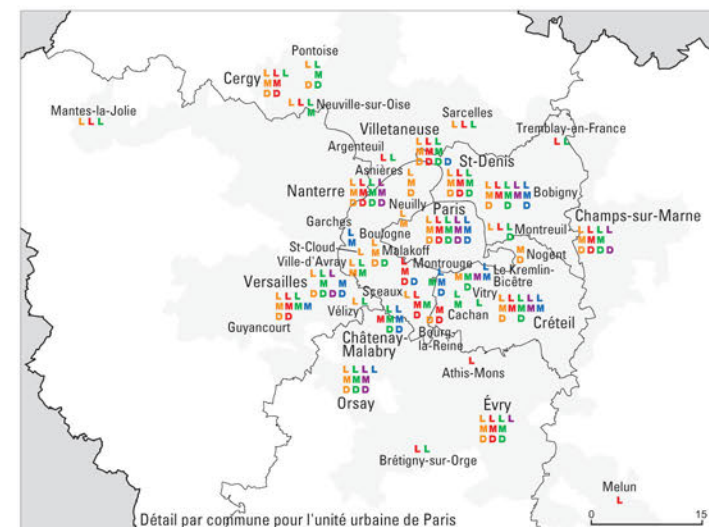 Pontoise
L L
M
D D
Cergy
L L L
M M
D D
L L L
M
Neuville-sur-Oise
Mantes-la-Jolie
L L L
Sarcelles
L L L
Villetaneuse
Tremblay-en-France
L L
Argenteuil
L L
L L L
M M M
D D D D
St-Denis
Asnières
L
M
D
L L L
M M M
D D D
Nanterre
L L L L
M M M M
D D D D
Bobigny
Neuilly
L
M
Paris
L L L L L
M M M M M
D D D D D
Champs-sur-Marne
L L L L
M M M
D D D D
Garches
L
M
Boulogne
Montreuil
L L L
D
St-Cloud
Malakoff
Nogent
M
D
Ville-d'Avray
Montrouge
Le Kremlin-
Bicêtre
Versailles
Sceaux
Vitry
Guyancourt
Vélizy
L L
Cachan
Créteil
Châtenay-
Malabry
Bourg-
la-Reine
Athis-Mons
L
L L L L
M M M
D D D
Orsay
Évry
L L L L
M M M
D D D
Brétigny-sur-Orge
L L
Melun
L
Détail par commune pour l'unité urbaine de Paris
0 15